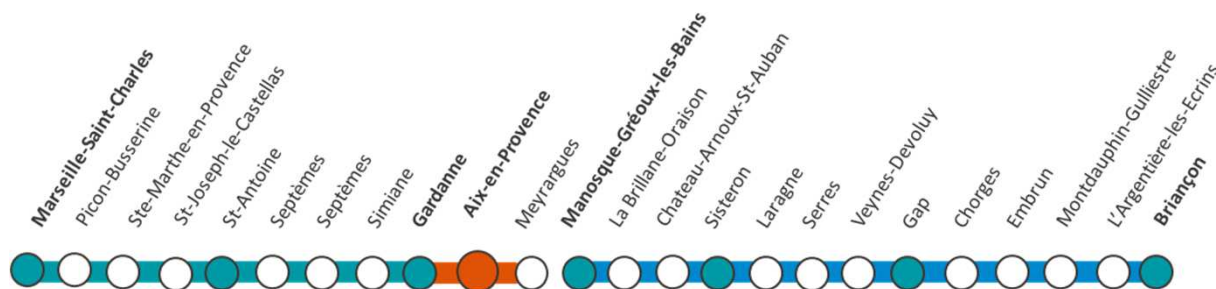 Marseille-Saint-Charles
Picon-Busserine
Ste-Marthe-en-Provence
St-Joseph-le-Castellas
St-Antoine
Septèmes
Septèmes
Simiane
Gardanne
Aix-en-Provence
Meyrargues
Manosque-Gréoux-les-Bains
La Brillane-Oraison
Chateau-Arnoux-St-Auban
Sisteron
Laragne
Serres
Veynes-Devoluy
Gap
Chorges
Embrun
Montdauphin-Gulliestre
L'Argentière-les-Ecrins
Briançon